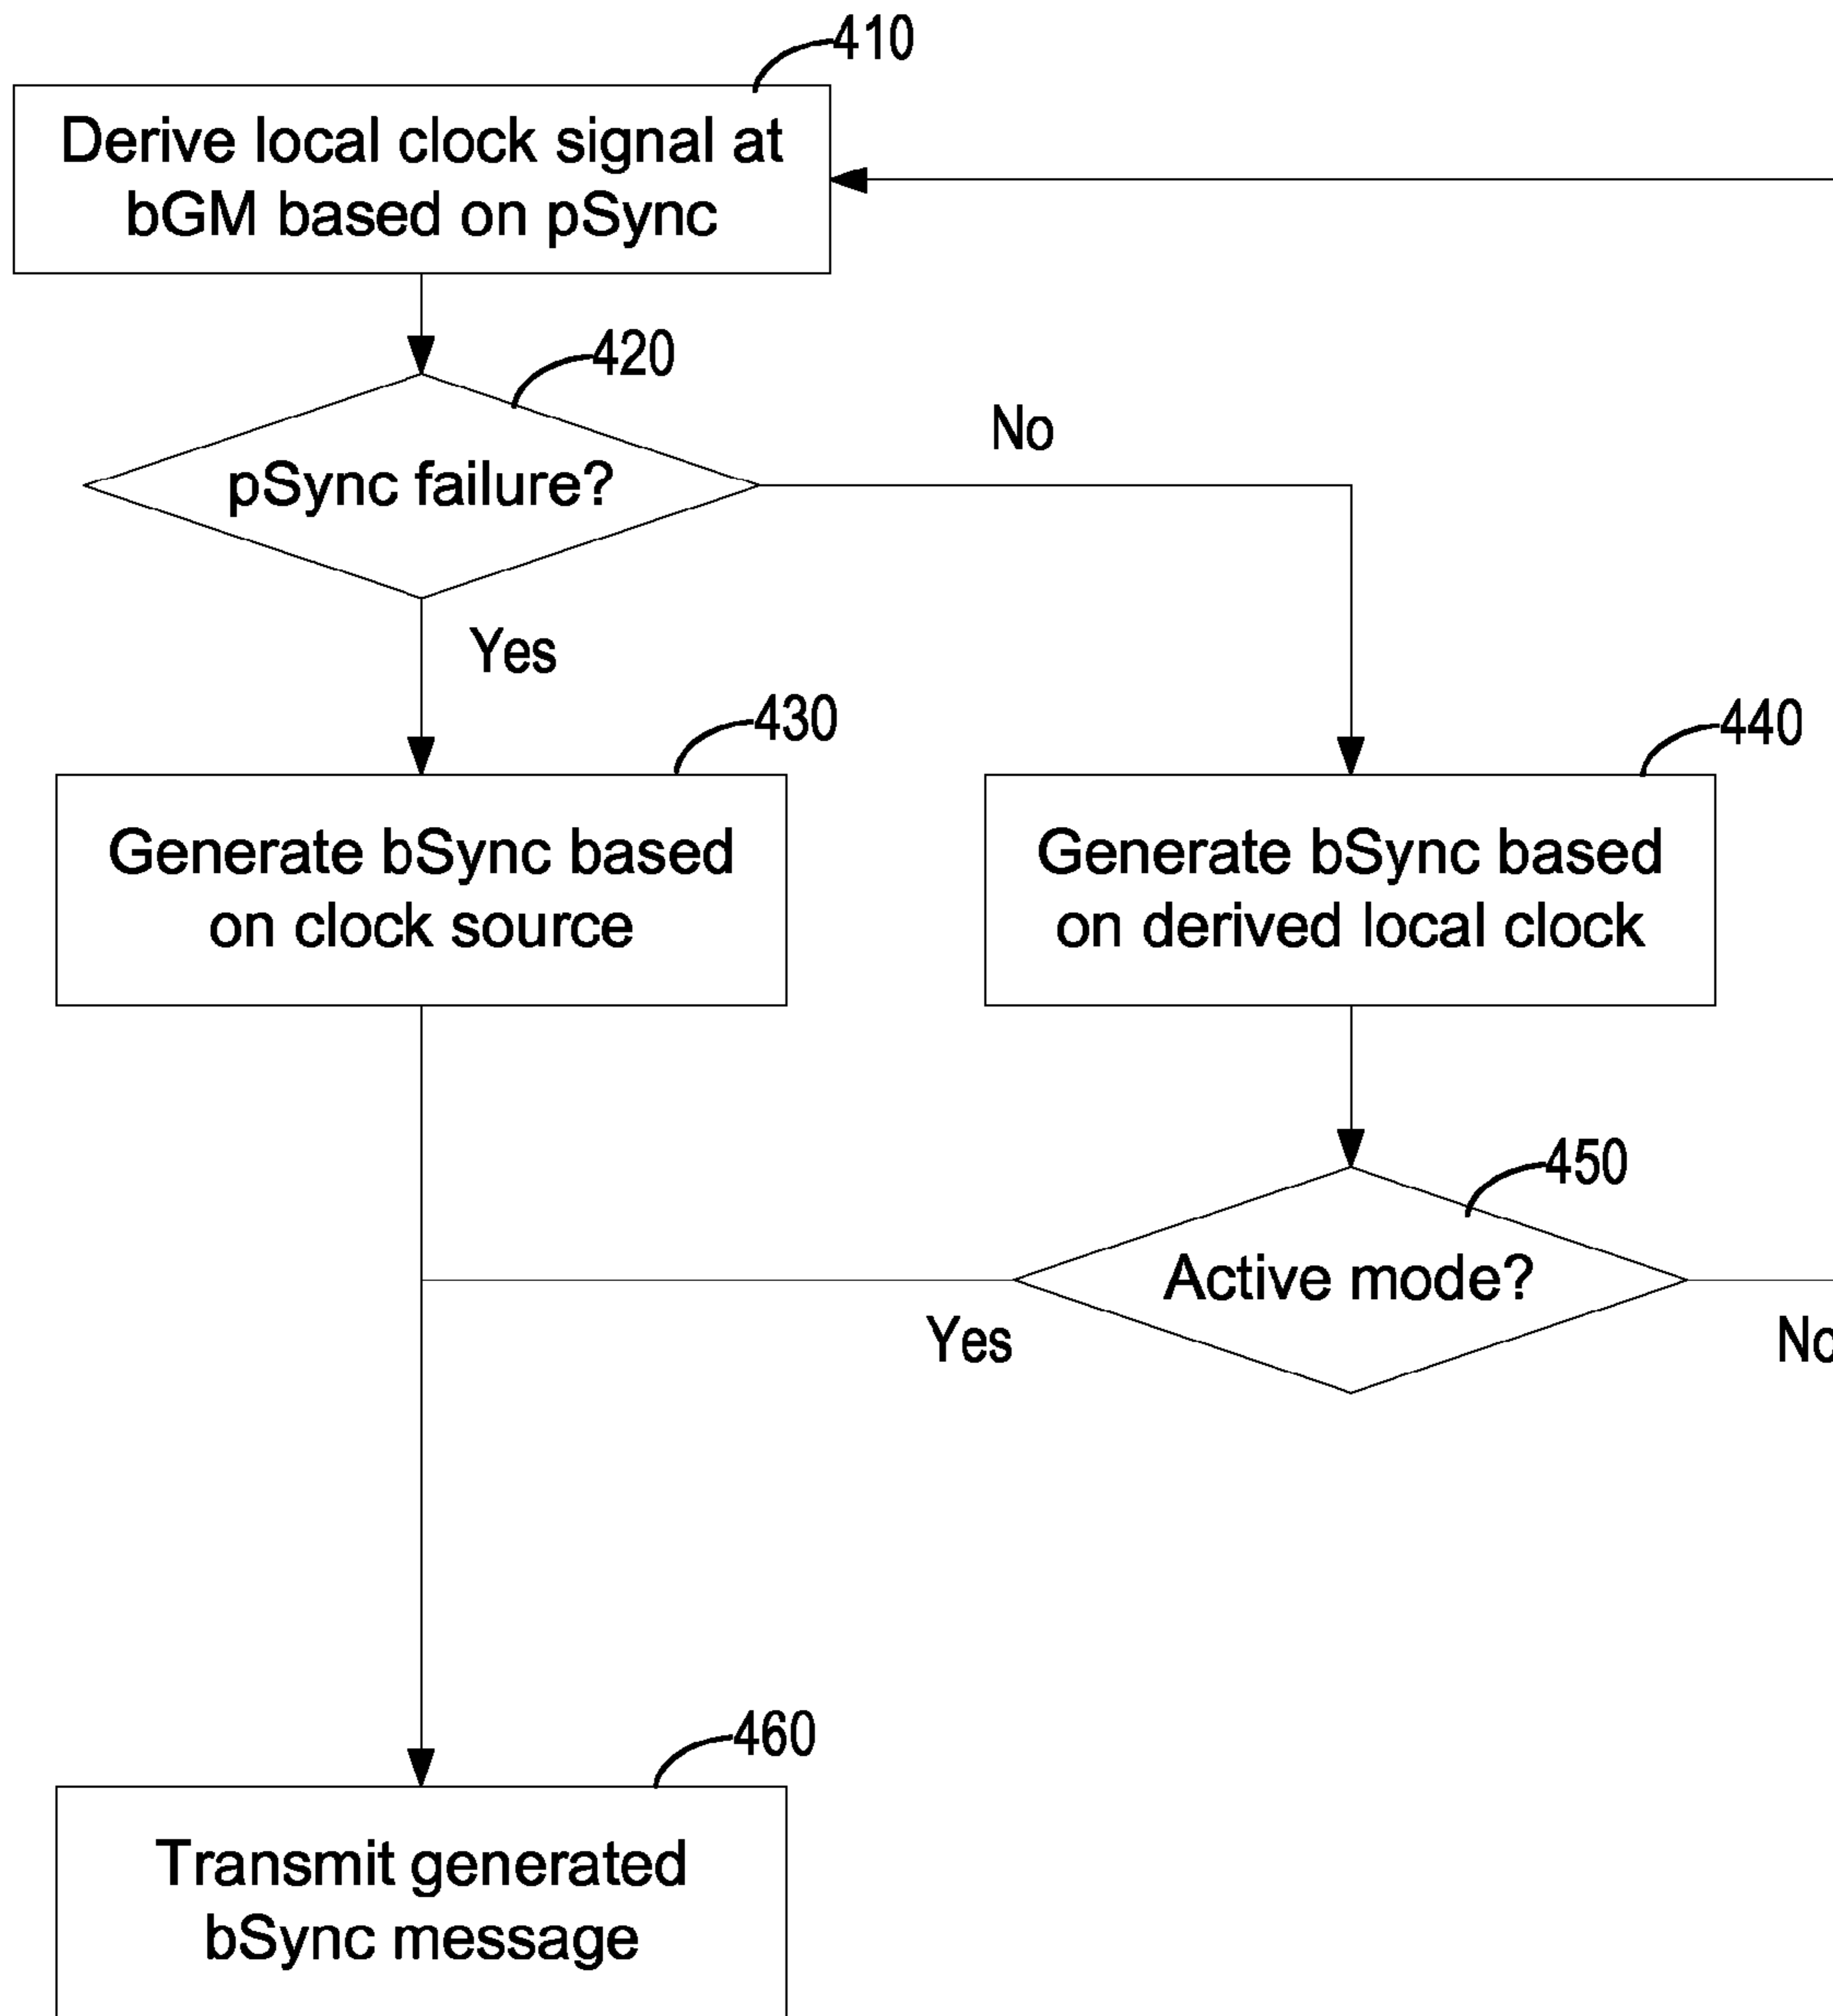 410
Derive local clock signal at
bGM based on pSync
420
pSync failure?
No
Yes
430
Generate bSync based
on clock source
440
Generate bSync based
on derived local clock
450
Active mode?
Yes
No
460
Transmit generated
bSync message